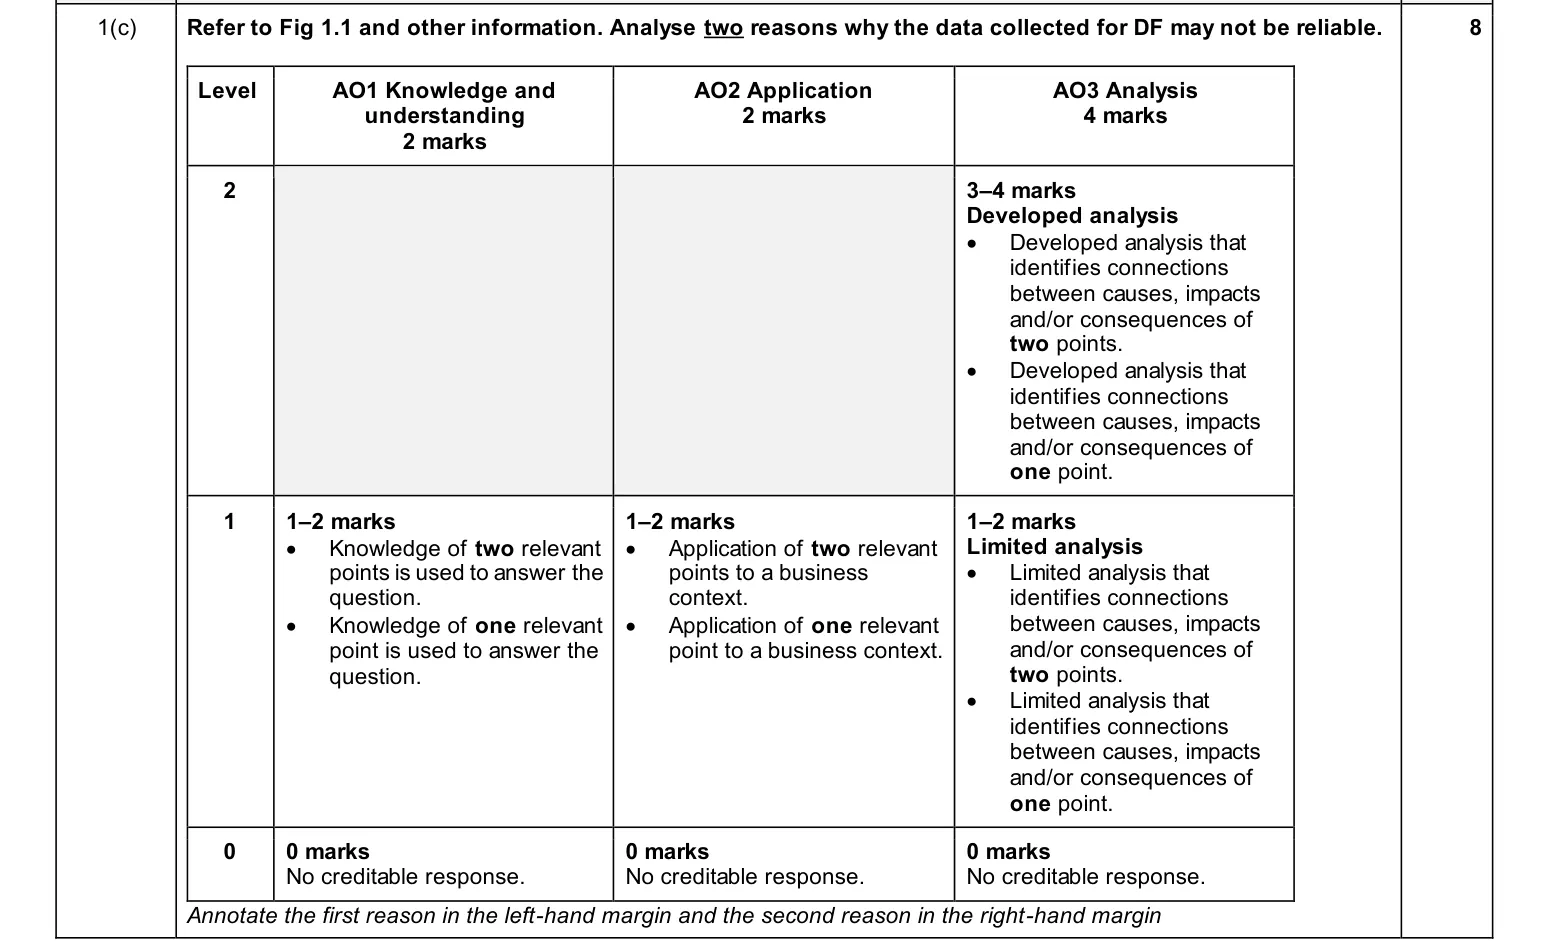 1(c)
Refer to Fig 1.1 and other information. Analyse two reasons why the data collected for DF may not be reliable.
8
Level
AO1 Knowledge and
understanding
2 marks
AO2 Application
2 marks
AO3 Analysis
4 marks
2
3–4 marks
Developed analysis
• Developed analysis that
identifies connections
between causes, impacts
and/or consequences of
two points.
• Developed analysis that
identifies connections
between causes, impacts
and/or consequences of
one point.
1
1–2 marks
• Knowledge of two relevant
points is used to answer the
question.
• Knowledge of one relevant
point is used to answer the
question.
1–2 marks
• Application of two relevant
points to a business
context.
• Application of one relevant
point to a business context.
1–2 marks
Limited analysis
• Limited analysis that
identifies connections
between causes, impacts
and/or consequences of
two points.
• Limited analysis that
identifies connections
between causes, impacts
and/or consequences of
one point.
0
0 marks
No creditable response.
0 marks
No creditable response.
0 marks
No creditable response.
Annotate the first reason in the left-hand margin and the second reason in the right-hand margin